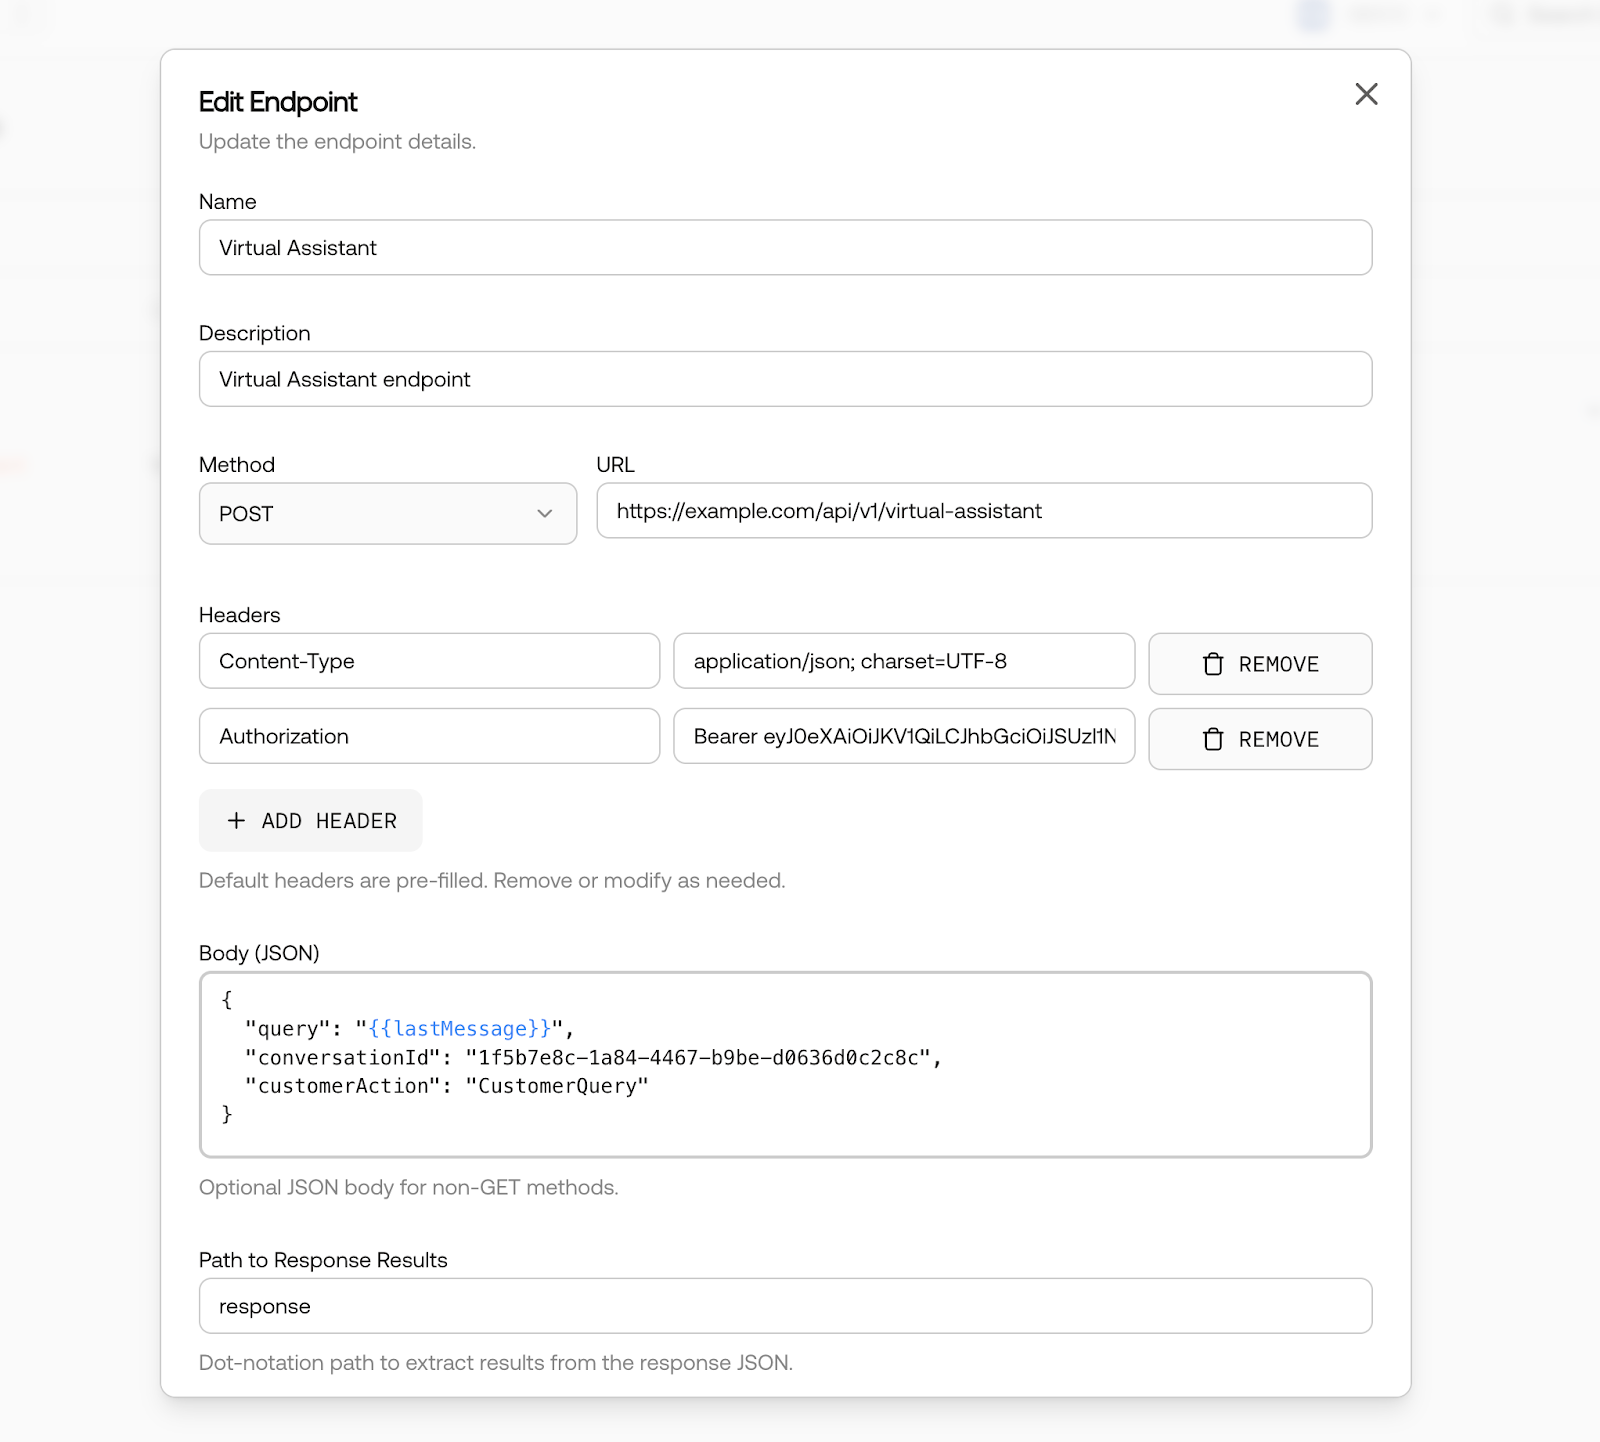 Edit Endpoint
Update the endpoint details.
Name
Virtual Assistant
Description
Virtual Assistant endpoint
Method
URL
POST
https://example.com/api/v1/virtual-assistant
Headers
Content-Type
application/json; charset=UTF-8
REMOVE
Authorization
Bearer eyJ0eXAiOiJKV1QiLCJhbGciOiJSUzI1N
REMOVE
+ ADD HEADER
Default headers are pre-filled. Remove or modify as needed.
Body (JSON)
{
"query": "{{lastMessage}}",
"conversationId": "1f5b7e8c-1a84-4467-b9be-d0636d0c2c8c",
"customerAction": "CustomerQuery"
}
Optional JSON body for non-GET methods.
Path to Response Results
response
Dot-notation path to extract results from the response JSON.